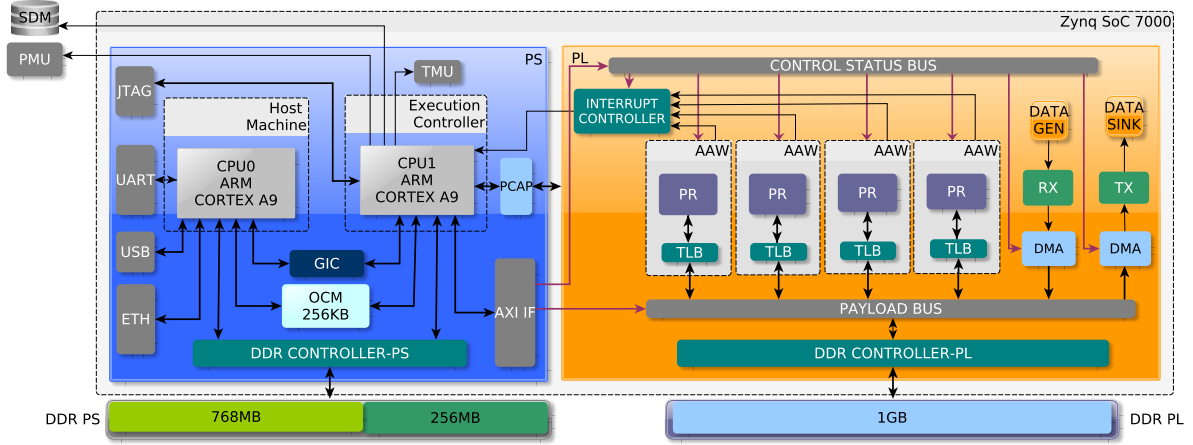 SDM
Zynq SoC 7000
PMU
PS
PL
TMU
CONTROL STATUS BUS
JTAG
Host
Machine
Execution
Controller
INTERRUPT
CONTROLLER
DATA
GEN
DATA
SINK
AAW
AAW
AAW
AAW
CPU0
ARM
CORTEX A9
CPU1
ARM
CORTEX A9
UART
PCAP
PR
PR
PR
PR
RX
TX
USB
GIC
TLB
TLB
TLB
TLB
DMA
DMA
ETH
OCM
256KB
AXI IF
PAYLOAD BUS
DDR CONTROLLER-PS
DDR CONTROLLER-PL
DDR PS
768MB
256MB
1GB
DDR PL